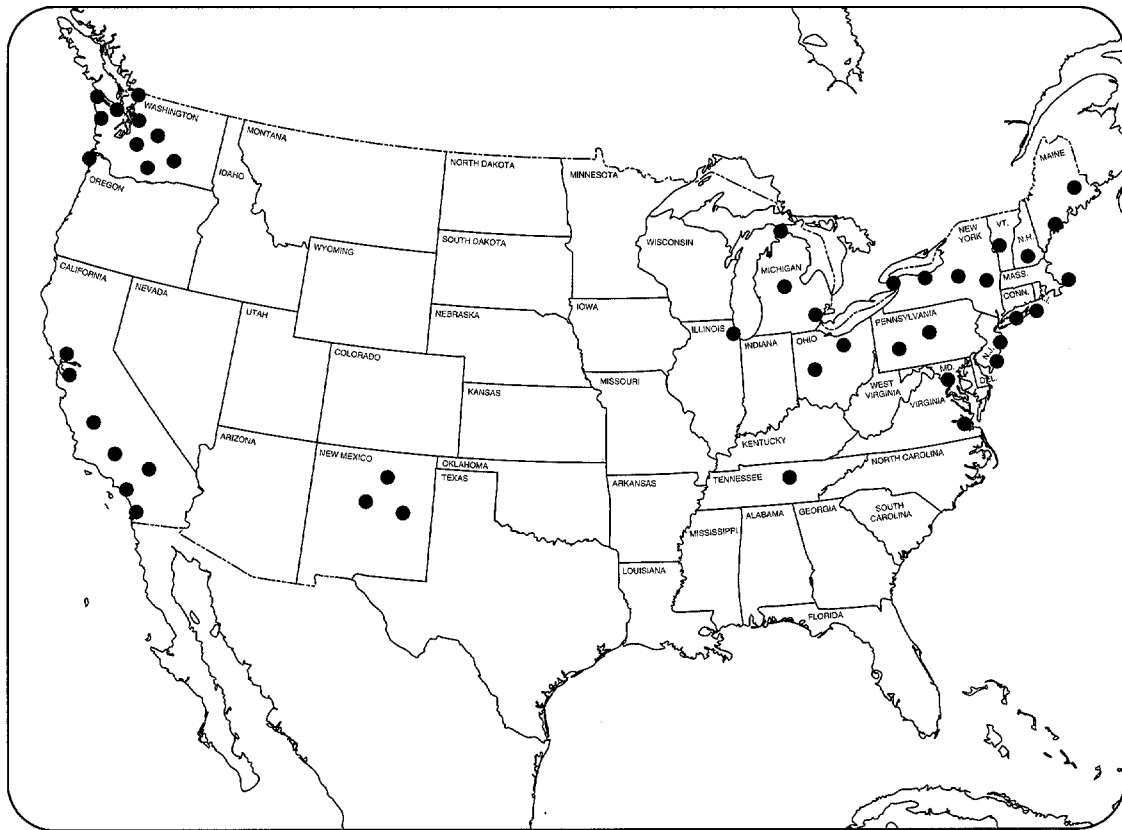 WASHINGTON
MONTANA
NORTH DAKOTA
MINNESOTA
MAINE
IDAHO
OREGON
SOUTH DAKOTA
WISCONSIN
MICHIGAN
NEW
YORK
VT.
N.H.
WYOMING
CALIFORNIA
NEVADA
UTAH
NEBRASKA
IOWA
MASS.
CONN.
ILLINOIS
INDIANA
OHIO
PENNSYLVANIA
N.J.
COLORADO
KANSAS
MISSOURI
WEST
VIRGINIA
MD.
DEL.
VIRGINIA
KENTUCKY
ARIZONA
NEW MEXICO
OKLAHOMA
TEXAS
ARKANSAS
TENNESSEE
NORTH CAROLINA
SOUTH
CAROLINA
MISSISSIPPI
ALABAMA
GEORGIA
LOUISIANA
FLORIDA